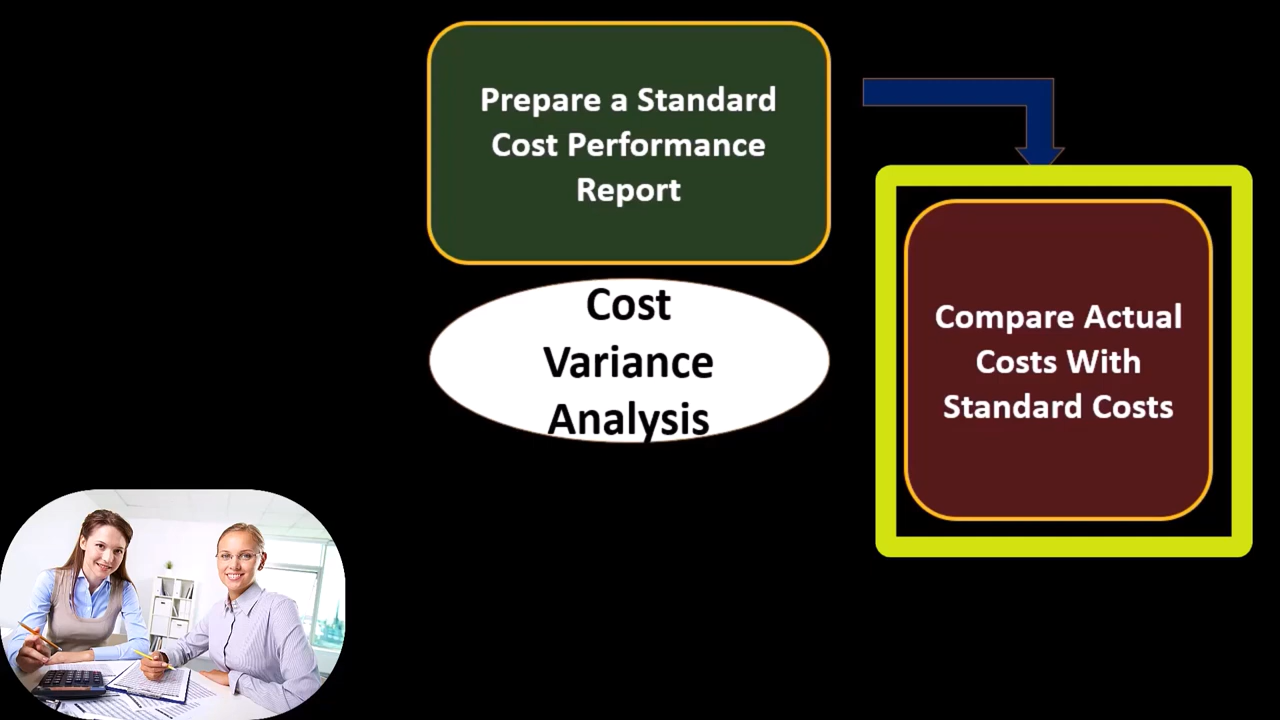 Prepare a Standard
Cost Performance
Report
Cost
Variance
Analysis
Compare Actual
Costs With
Standard Costs